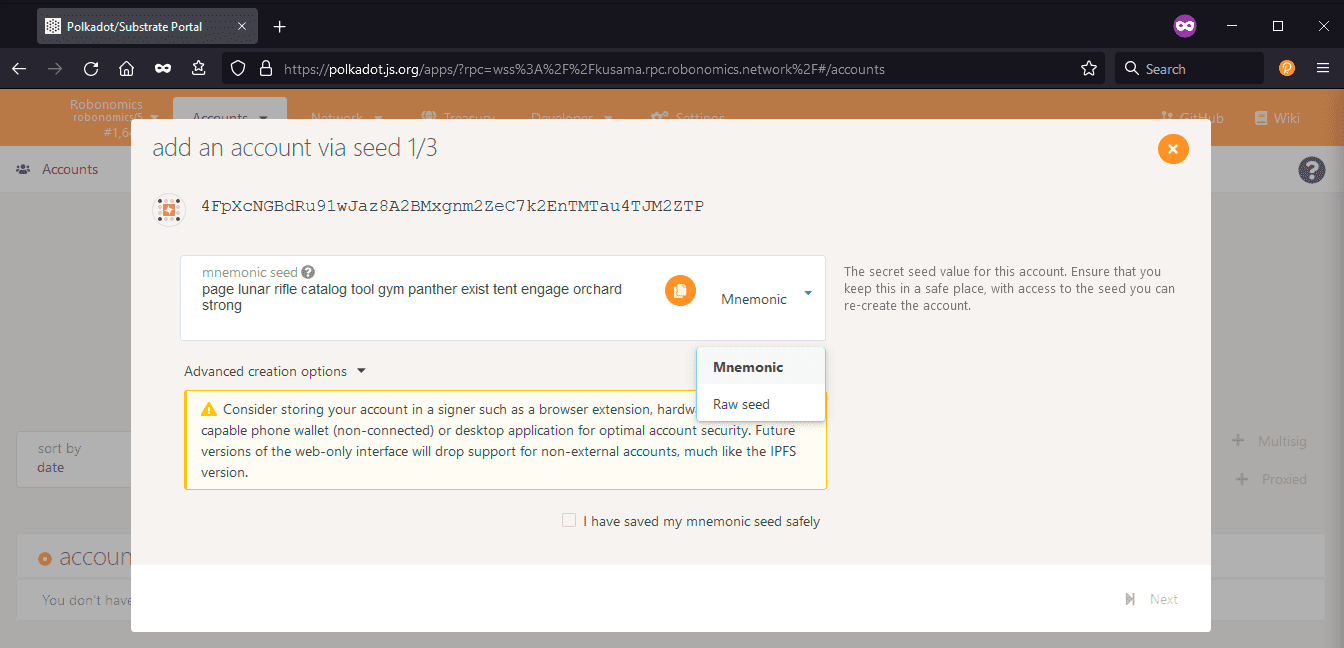 Polkadot/Substrate Portal
https://polkadot.js.org/apps/?rpc=wss%3A%2F%2Fkusama.rpc.robonomics.network%2F#/accounts
Search
Robonomics
robonomics/5
#1,64
Accounts
Network
Treasury
Developer
Settings
GitHub
Wiki
Accounts
add an account via seed 1/3
4FpXcNGBdRu91wJaz8A2BMxgnm2ZeC7k2EnTMTau4TJM2ZTP
mnemonic seed
page lunar rifle catalog tool gym panther exist tent engage orchard
strong
Mnemonic
The secret seed value for this account. Ensure that you
keep this in a safe place, with access to the seed you can
re-create the account.
Mnemonic
Raw seed
Advanced creation options
Consider storing your account in a signer such as a browser extension, hardwa
capable phone wallet (non-connected) or desktop application for optimal account security. Future
versions of the web-only interface will drop support for non-external accounts, much like the IPFS
version.
I have saved my mnemonic seed safely
sort by
date
Multisig
Proxied
accoun
You don't have
Next